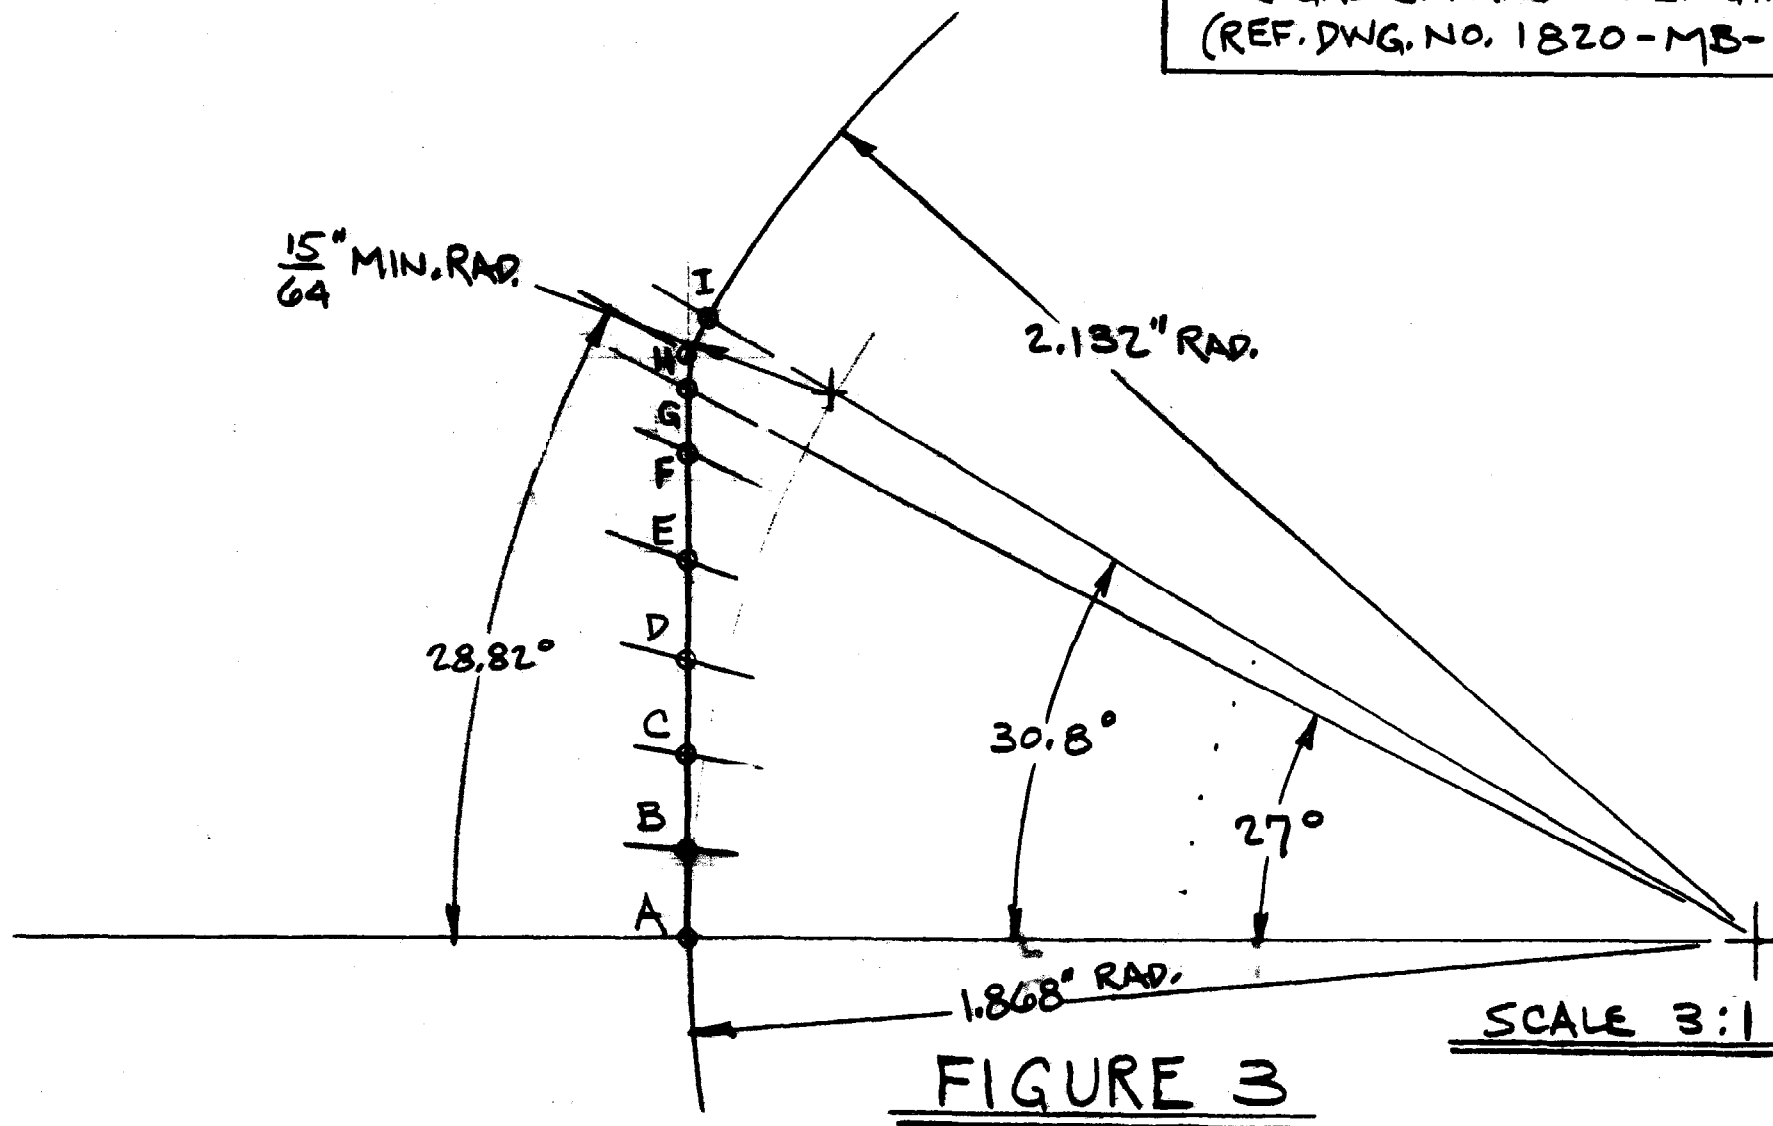 (REF. DWG. NO. 1820-MB-
15" MIN. RAD.
64
I
H
G
F
E
D
C
B
A
2.132" RAD.
28.82°
30.8°
27°
1.868" RAD.
SCALE 3:1
FIGURE 3